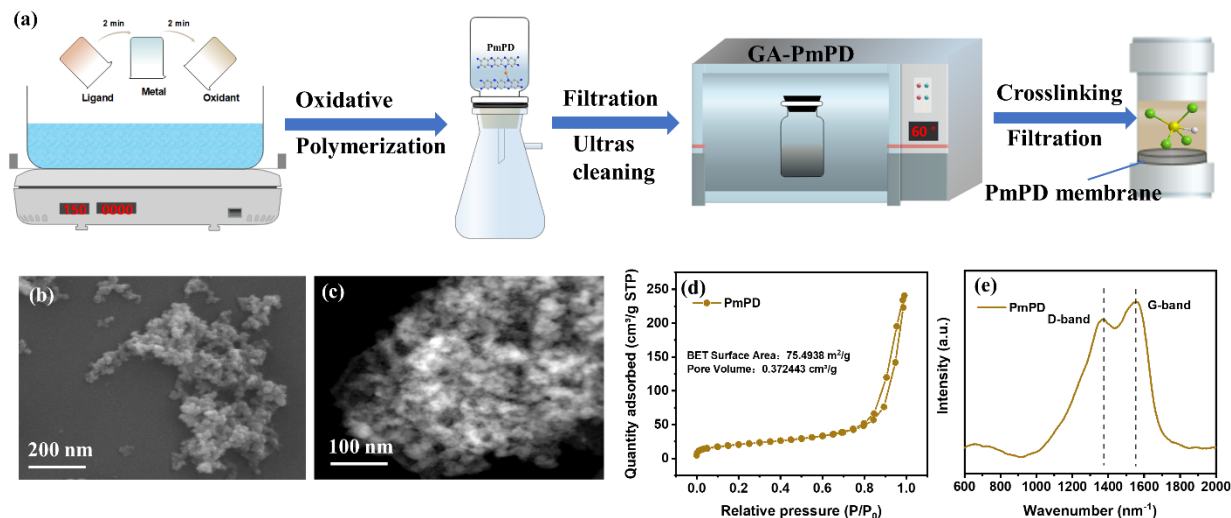 (a)
2 min
2 min
Ligand
Metal
Oxidant
Oxidative
Polymerization
PmPD
Filtration
Ultras
cleaning
GA-PmPD
60 °
Crosslinking
Filtration
PmPD membrane
(b)
200 nm
(c)
100 nm
(d)
PmPD
BET Surface Area：75.4938 m²/g
Pore Volume：0.372443 cm³/g
Quantity adsorbed (cm³/g STP)
250
200
150
100
50
0
0.0 0.2 0.4 0.6 0.8 1.0
Relative pressure (P/P₀)
(e)
PmPD
D-band
G-band
Intensity (a.u.)
600 800 1000 1200 1400 1600 1800 2000
Wavenumber (nm⁻¹)